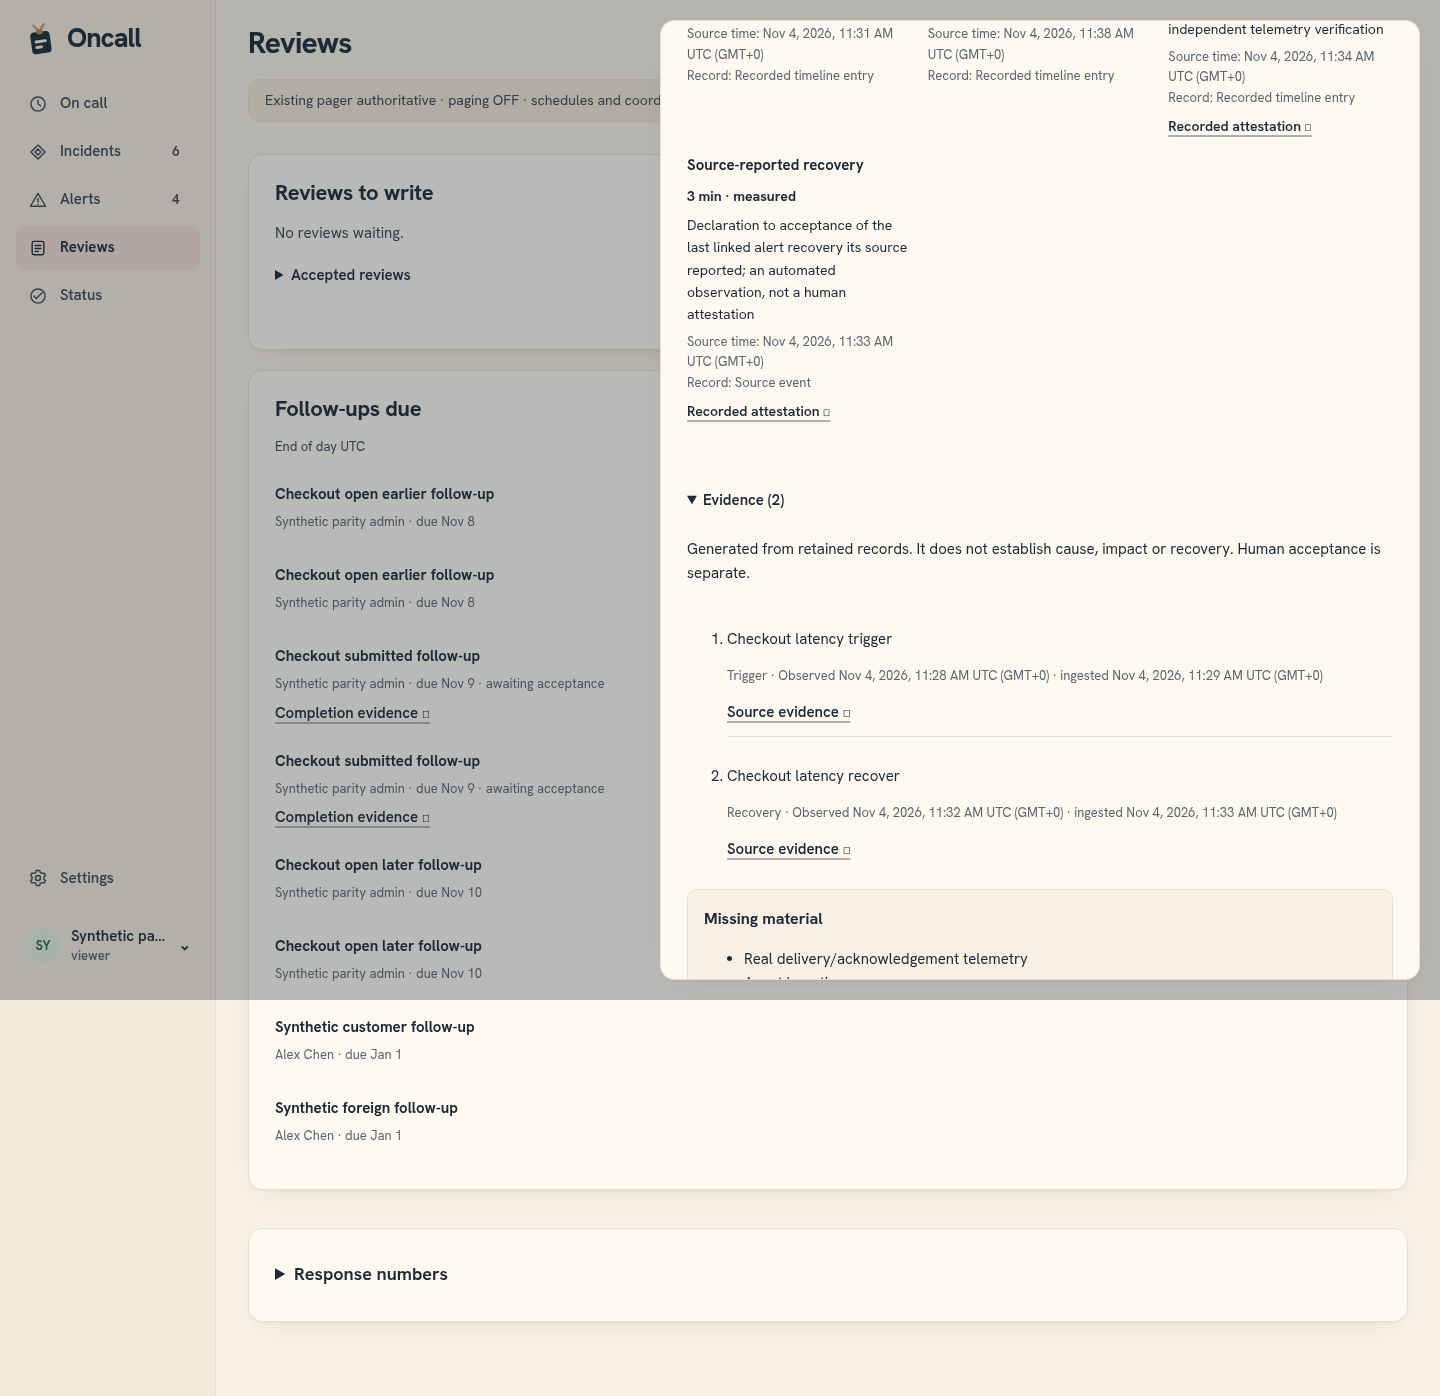 Oncall
On call
Incidents 6
Alerts 4
Reviews
Status
Settings
SY
Synthetic pa...
viewer
Reviews
Existing pager authoritative · paging OFF · schedules and coord
Reviews to write
No reviews waiting.
Accepted reviews
Follow-ups due
End of day UTC
Checkout open earlier follow-up
Synthetic parity admin · due Nov 8
Checkout open earlier follow-up
Synthetic parity admin · due Nov 8
Checkout submitted follow-up
Synthetic parity admin · due Nov 9 · awaiting acceptance
Completion evidence
Checkout submitted follow-up
Synthetic parity admin · due Nov 9 · awaiting acceptance
Completion evidence
Checkout open later follow-up
Synthetic parity admin · due Nov 10
Checkout open later follow-up
Synthetic parity admin · due Nov 10
Synthetic customer follow-up
Alex Chen · due Jan 1
Synthetic foreign follow-up
Alex Chen · due Jan 1
Response numbers
Source time: Nov 4, 2026, 11:31 AM
UTC (GMT+0)
Record: Recorded timeline entry
Source time: Nov 4, 2026, 11:38 AM
UTC (GMT+0)
Record: Recorded timeline entry
independent telemetry verification
Source time: Nov 4, 2026, 11:34 AM
UTC (GMT+0)
Record: Recorded timeline entry
Recorded attestation
Source-reported recovery
3 min · measured
Declaration to acceptance of the
last linked alert recovery its source
reported; an automated
observation, not a human
attestation
Source time: Nov 4, 2026, 11:33 AM
UTC (GMT+0)
Record: Source event
Recorded attestation
Evidence (2)
Generated from retained records. It does not establish cause, impact or recovery. Human acceptance is
separate.
1. Checkout latency trigger
Trigger · Observed Nov 4, 2026, 11:28 AM UTC (GMT+0) · ingested Nov 4, 2026, 11:29 AM UTC (GMT+0)
Source evidence
2. Checkout latency recover
Recovery · Observed Nov 4, 2026, 11:32 AM UTC (GMT+0) · ingested Nov 4, 2026, 11:33 AM UTC (GMT+0)
Source evidence
Missing material
• Real delivery/acknowledgement telemetry